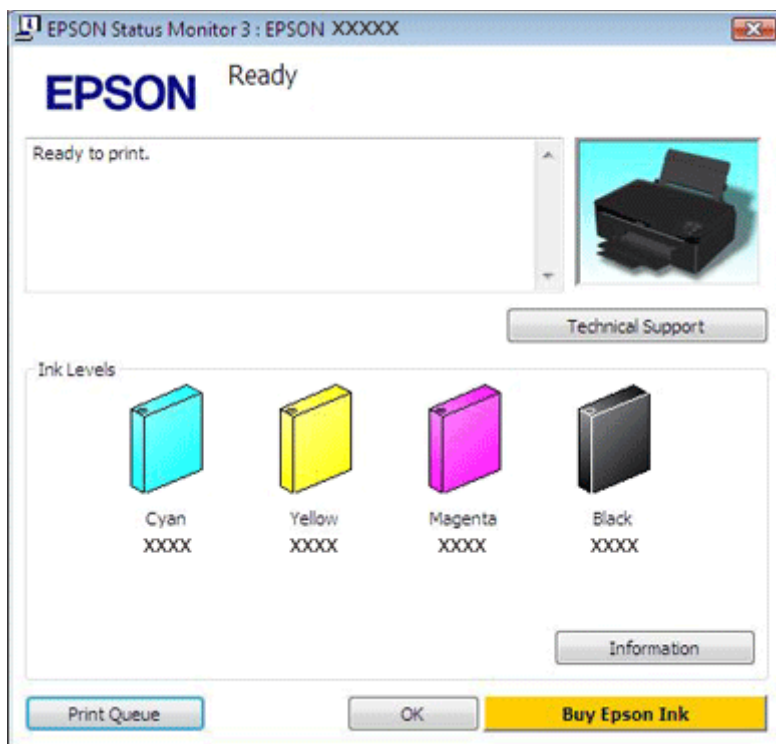 EPSON Status Monitor 3 : EPSON XXXXX
EPSON
Ready
Ready to print.
Technical Support
Ink Levels
Cyan
Yellow
Magenta
Black
XXXX
XXXX
XXXX
XXXX
Information
Print Queue
OK
Buy Epson Ink